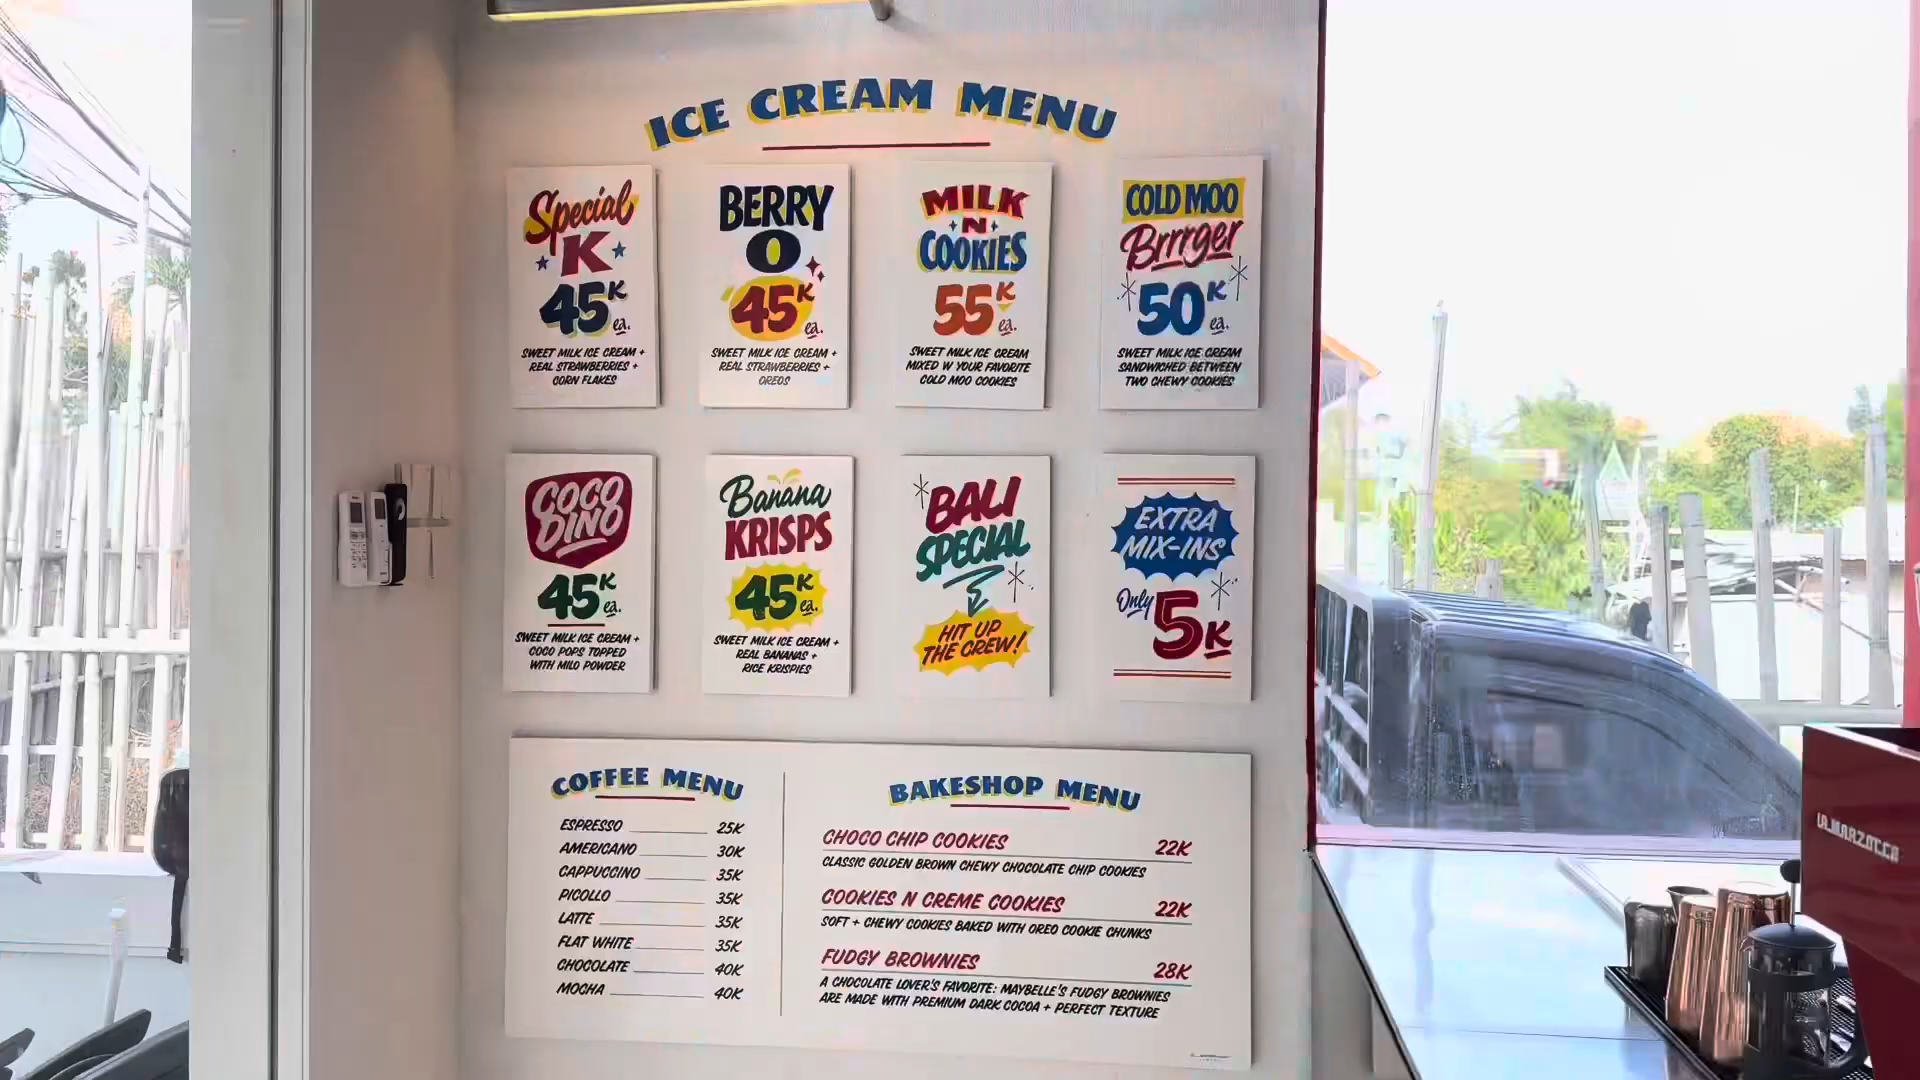 ICE CREAM MENU
Special
K
45K ea.
SWEET MILK ICE CREAM +
REAL STRAWBERRIES +
CORN FLAKES
BERRY
O
45K ea.
SWEET MILK ICE CREAM +
REAL STRAWBERRIES +
OREOS
MILK
N
COOKIES
55K ea.
SWEET MILK ICE CREAM
MIXED W YOUR FAVORITE
COLD MOO COOKIES
COLD MOO
Brrrger
50K ea.
SWEET MILK ICE CREAM
SANDWICHED BETWEEN
TWO CHEWY COOKIES
COCO
DINO
45K ea.
SWEET MILK ICE CREAM +
COCO POPS TOPPED
WITH MILO POWDER
Banana
KRISPS
45K ea.
SWEET MILK ICE CREAM +
REAL BANANAS +
RICE KRISPIES
BALI
SPECIAL
HIT UP
THE CREW!
EXTRA
MIX-INS
Only 5K
COFFEE MENU
ESPRESSO 25K
AMERICANO 30K
CAPPUCCINO 35K
PICOLLO 35K
LATTE 35K
FLAT WHITE 35K
CHOCOLATE 40K
MOCHA 40K
BAKESHOP MENU
CHOCO CHIP COOKIES 22K
CLASSIC GOLDEN BROWN CHEWY CHOCOLATE CHIP COOKIES
COOKIES N CREME COOKIES 22K
SOFT + CHEWY COOKIES BAKED WITH OREO COOKIE CHUNKS
FUDGY BROWNIES 28K
A CHOCOLATE LOVER'S FAVORITE: MAYBELLE'S FUDGY BROWNIES
ARE MADE WITH PREMIUM DARK COCOA + PERFECT TEXTURE
LA MARZOCCO